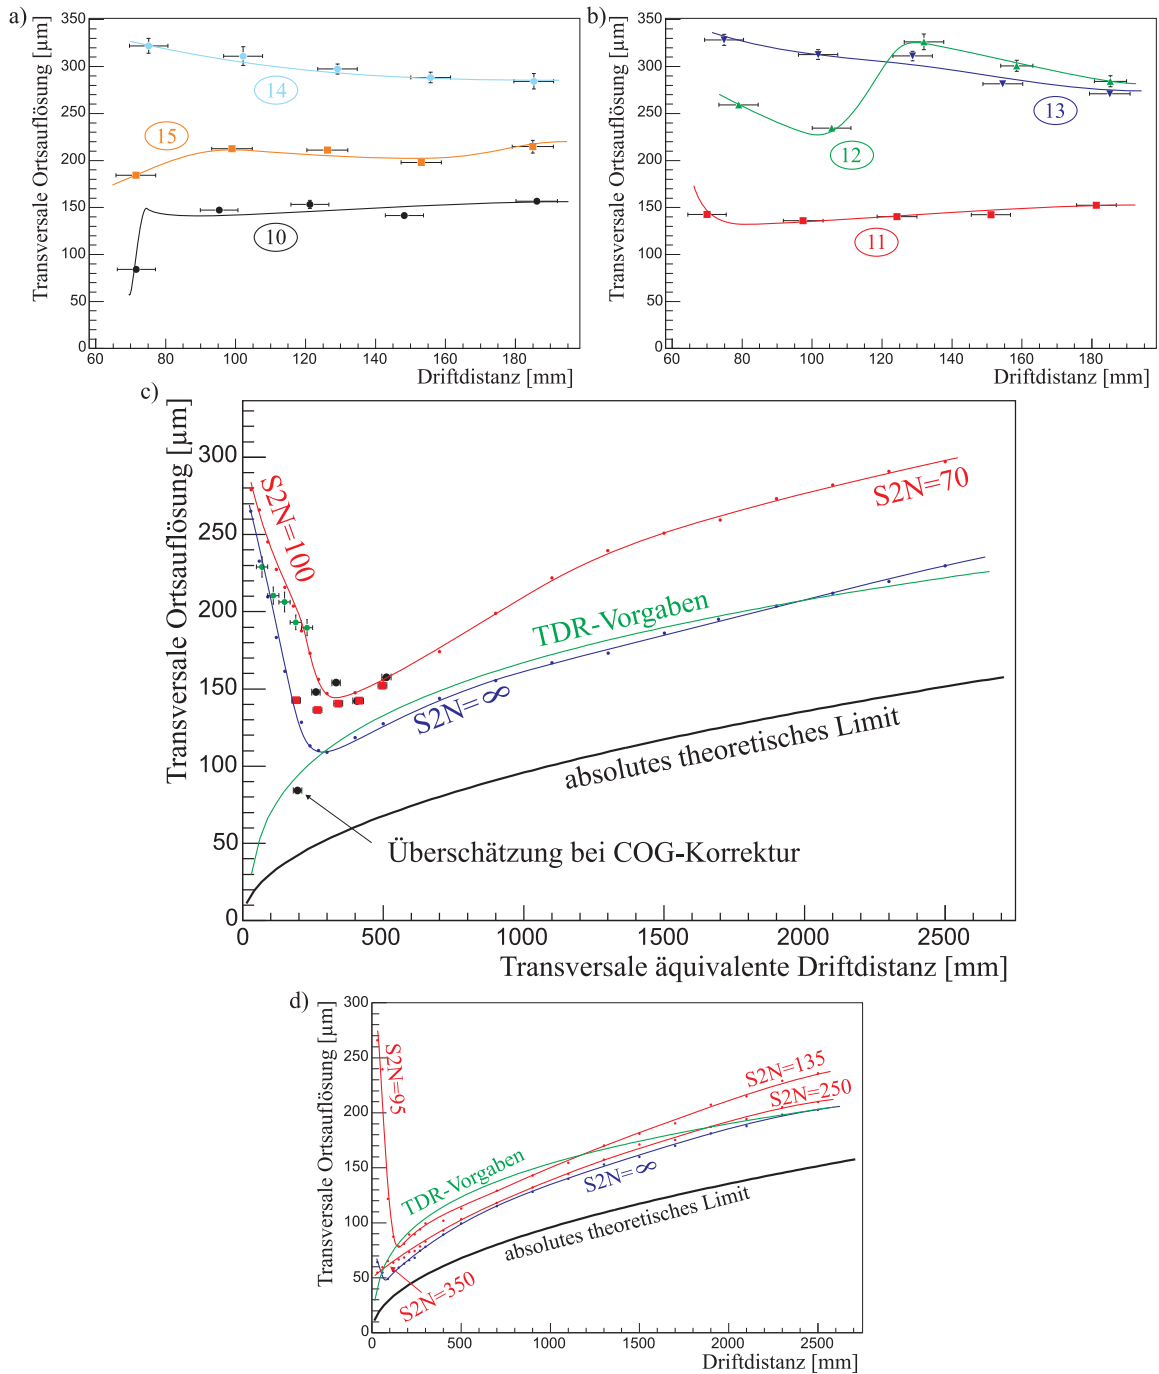 a)
Transversale Ortsauflösung [µm]
350
300
250
200
150
100
50
0
14
15
10
60 80 100 120 140 160 180
Driftdistanz [mm]
b)
Transversale Ortsauflösung [µm]
350
300
250
200
150
100
50
0
13
12
11
60 80 100 120 140 160 180
Driftdistanz [mm]
c)
Transversale Ortsauflösung [µm]
300
250
200
150
100
50
0
S2N=100
S2N=70
TDR-Vorgaben
S2N=∞
absolutes theoretisches Limit
Überschätzung bei COG-Korrektur
0 500 1000 1500 2000 2500
Transversale äquivalente Driftdistanz [mm]
d)
Transversale Ortsauflösung [µm]
300
250
200
150
100
50
0
S2N=95
S2N=135
S2N=250
TDR-Vorgaben
S2N=∞
absolutes theoretisches Limit
S2N=350
0 500 1000 1500 2000 2500
Driftdistanz [mm]